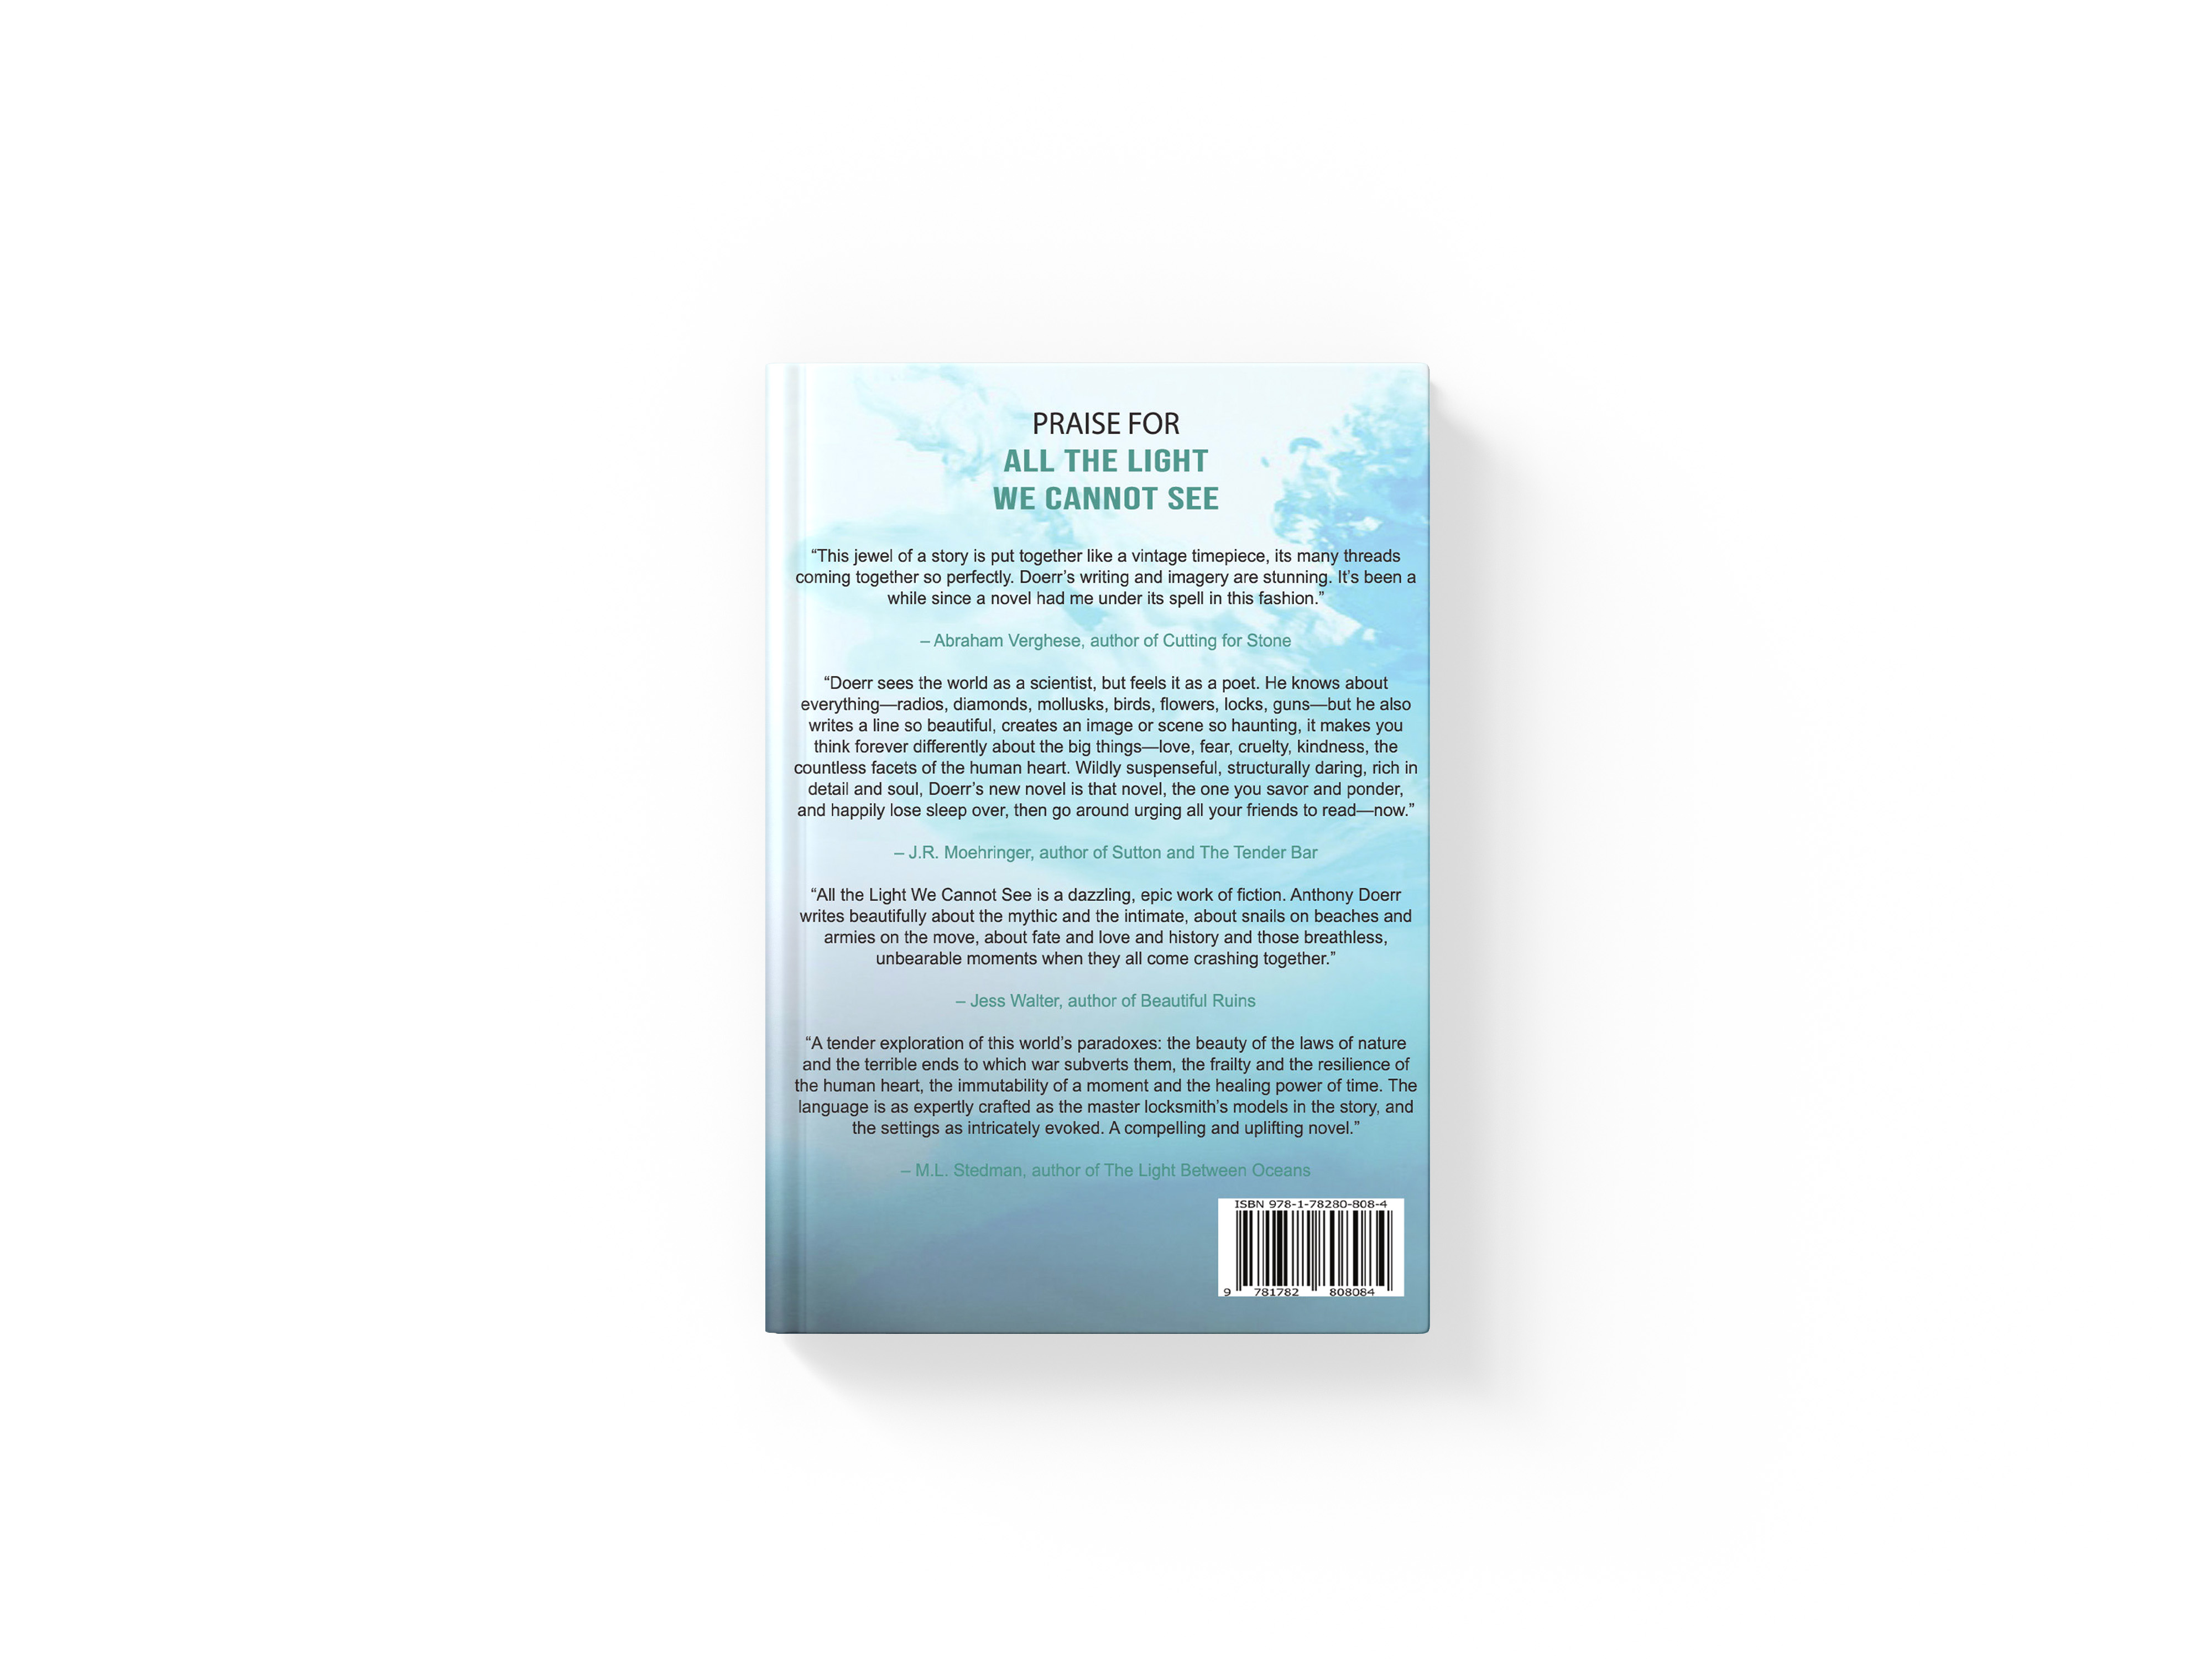 PRAISE FOR
ALL THE LIGHT
WE CANNOT SEE
“This jewel of a story is put together like a vintage timepiece, its many threads
coming together so perfectly. Doerr’s writing and imagery are stunning. It’s been a
while since a novel had me under its spell in this fashion.”
– Abraham Verghese, author of Cutting for Stone
“Doerr sees the world as a scientist, but feels it as a poet. He knows about
everything—radios, diamonds, mollusks, birds, flowers, locks, guns—but he also
writes a line so beautiful, creates an image or scene so haunting, it makes you
think forever differently about the big things—love, fear, cruelty, kindness, the
countless facets of the human heart. Wildly suspenseful, structurally daring, rich in
detail and soul, Doerr’s new novel is that novel, the one you savor and ponder,
and happily lose sleep over, then go around urging all your friends to read—now.”
– J.R. Moehringer, author of Sutton and The Tender Bar
“All the Light We Cannot See is a dazzling, epic work of fiction. Anthony Doerr
writes beautifully about the mythic and the intimate, about snails on beaches and
armies on the move, about fate and love and history and those breathless,
unbearable moments when they all come crashing together.”
– Jess Walter, author of Beautiful Ruins
“A tender exploration of this world’s paradoxes: the beauty of the laws of nature
and the terrible ends to which war subverts them, the frailty and the resilience of
the human heart, the immutability of a moment and the healing power of time. The
language is as expertly crafted as the master locksmith’s models in the story, and
the settings as intricately evoked. A compelling and uplifting novel.”
– M.L. Stedman, author of The Light Between Oceans
ISBN 978-1-78280-808-4
9 781782 808084